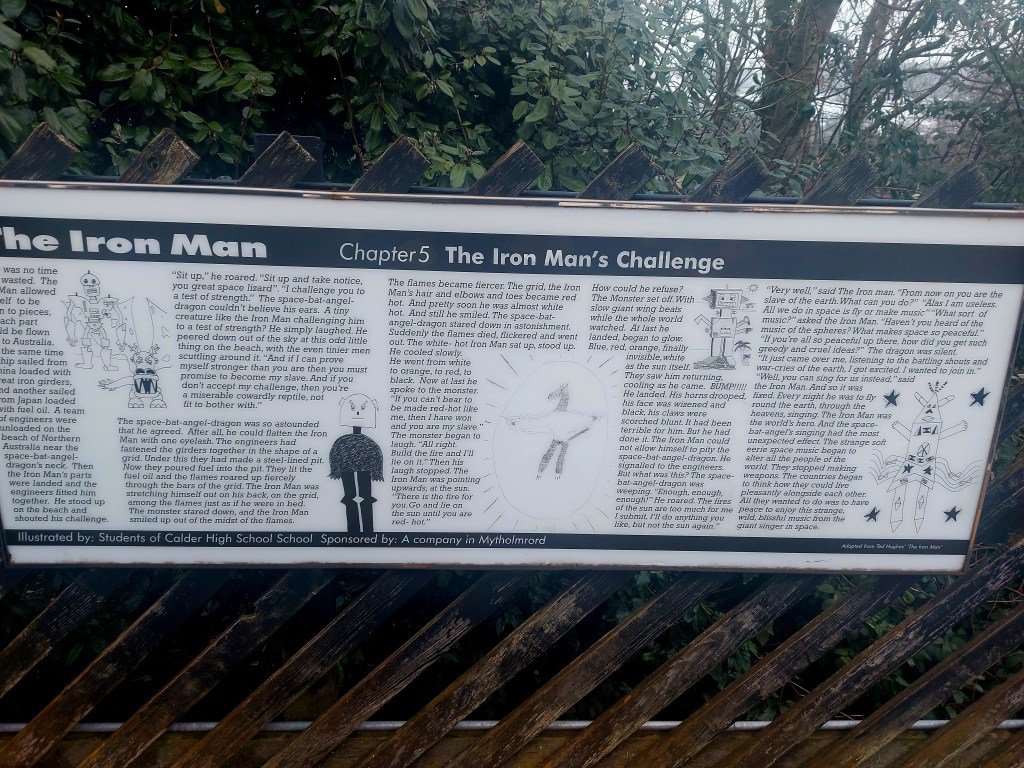 The Iron Man
Chapter 5 The Iron Man's Challenge
was no time
wasted. The
Man allowed
elf to be
n to pieces,
each part
ld be flown
to Australia.
the same time
ship sailed from
hina loaded with
reat iron girders,
nd another sailed
from Japan loaded
with fuel oil. A team
of engineers were
unloaded on the
beach of Northern
Australia near the
space-bat-angel-
dragon's neck. Then
the Iron Man's parts
were landed and the
engineers fitted him
together. He stood up
on the beach and
shouted his challenge.
"Sit up," he roared. "Sit up and take notice,
you great space lizard". "I challenge you to
a test of strength." The space-bat-angel-
dragon couldn't believe his ears. A tiny
creature like the Iron Man challenging him
to a test of strength? He simply laughed. He
peered down out of the sky at this odd little
thing on the beach, with the even tinier men
scuttling around it. "And if I can prove
myself stronger than you are then you must
promise to become my slave. And if you
don't accept my challenge, then you're
a miserable cowardly reptile, not
fit to bother with."
The space-bat-angel-dragon was so astounded
that he agreed. After all, he could flatten the Iron
Man with one eyelash. The engineers had
fastened the girders together in the shape of a
grid. Under this they had made a steel-lined pit.
Now they poured fuel into the pit. They lit the
fuel oil and the flames roared up fiercely
through the bars of the grid. The Iron Man was
stretching himself out on his back, on the grid,
among the flames just as if he were in bed.
The monster stared down, and the Iron Man
smiled up out of the midst of the flames.
The flames became fiercer. The grid, the Iron
Man's hair and elbows and toes became red
hot. And pretty soon he was almost white
hot. And still he smiled. The space-bat-
angel-dragon stared down in astonishment.
Suddenly the flames died, flickered and went
out. The white- hot Iron Man sat up, stood up.
He cooled slowly.
He went from white
to orange, to red, to
black. Now at last he
spoke to the monster.
"If you can't bear to
be made red-hot like
me, then I have won
and you are my slave."
The monster began to
laugh. "All right.
Build the fire and I'll
lie on it." Then his
laugh stopped. The
Iron Man was pointing
upwards, at the sun.
"There is the fire for
you. Go and lie on
the sun until you are
red- hot."
How could he refuse?
The Monster set off. With
slow giant wing beats
while the whole world
watched. At last he
landed, began to glow.
Blue, red, orange, finally
invisible, white
as the sun itself.
They saw him returning,
cooling as he came. BUMP!!!!!
He landed. His horns drooped,
his face was wizened and
black, his claws were
scorched blunt. It had been
terrible for him. But he had
done it. The Iron Man could
not allow himself to pity the
space-bat-angel-dragon. He
signalled to the engineers.
But what was this? The space-
bat-angel-dragon was
weeping. "Enough, enough,
enough!" He roared. The fires
of the sun are too much for me
I submit, I'll do anything you
like, but not the sun again."
"Very well," said The Iron man. "From now on you are the
slave of the earth. What can you do?" "Alas I am useless.
All we do in space is fly or make music" "What sort of
music?" asked the Iron Man. "Haven't you heard of the
music of the spheres? What makes space so peaceful."
"If you're all so peaceful up there, how did you get such
greedy and cruel ideas?" The dragon was silent.
"It just came over me, listening to the battling shouts and
war-cries of the earth, I got excited. I wanted to join in."
"Well, you can sing for us instead," said
the Iron Man. And so it was
fixed. Every night he was to fly
round the earth, through the
heavens, singing. The Iron Man was
the world's hero. And the space-
bat-angel's singing had the most
unexpected effect. The strange soft
eerie space music began to
alter all the people of the
world. They stopped making
weapons. The countries began
to think how they could live
pleasantly alongside each other.
All they wanted to do was to have
peace to enjoy this strange,
wild, blissful music from the
giant singer in space.
Illustrated by: Students of Calder High School School Sponsored by: A company in Mytholmrord
Adapted from Ted Hughes' "The Iron Man"